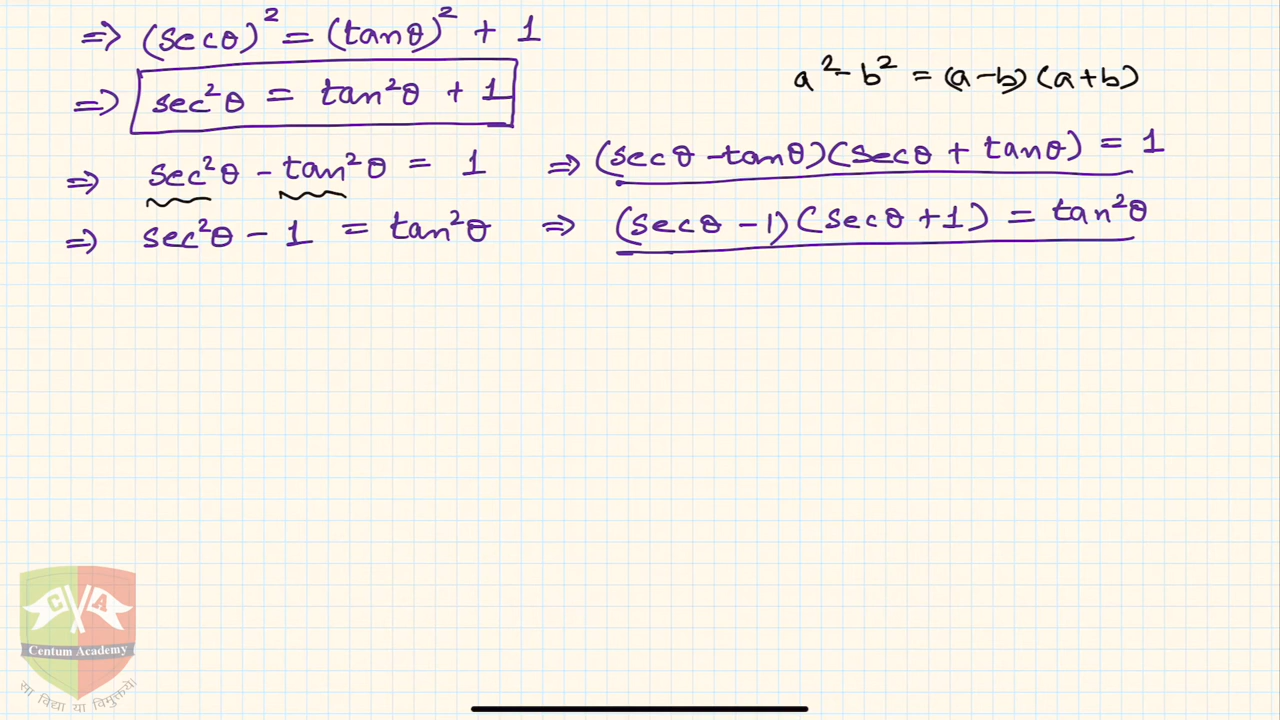 ⇒ (secθ)² = (tanθ)² + 1
a² - b² = (a-b)(a+b)
⇒ sec²θ = tan²θ + 1
⇒ sec²θ - tan²θ = 1 ⇒ (secθ - tanθ)(secθ + tanθ) = 1
⇒ sec²θ - 1 = tan²θ ⇒ (secθ - 1)(secθ + 1) = tan²θ
C A
Centum Academy
सा विद्या या विमुक्तये